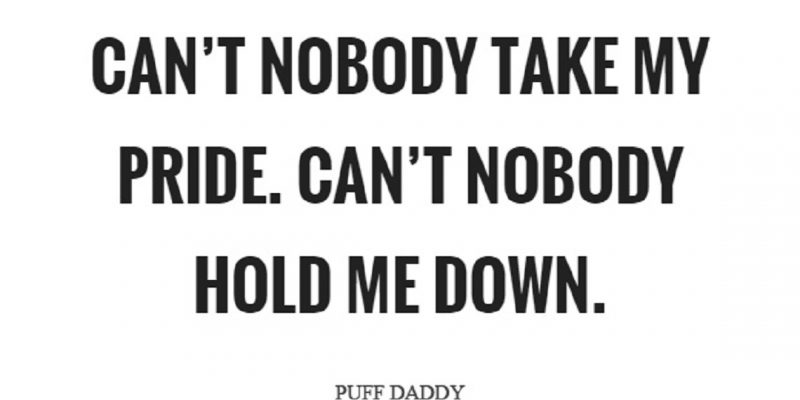 CAN’T NOBODY TAKE MY
PRIDE. CAN’T NOBODY
HOLD ME DOWN.
PUFF DADDY